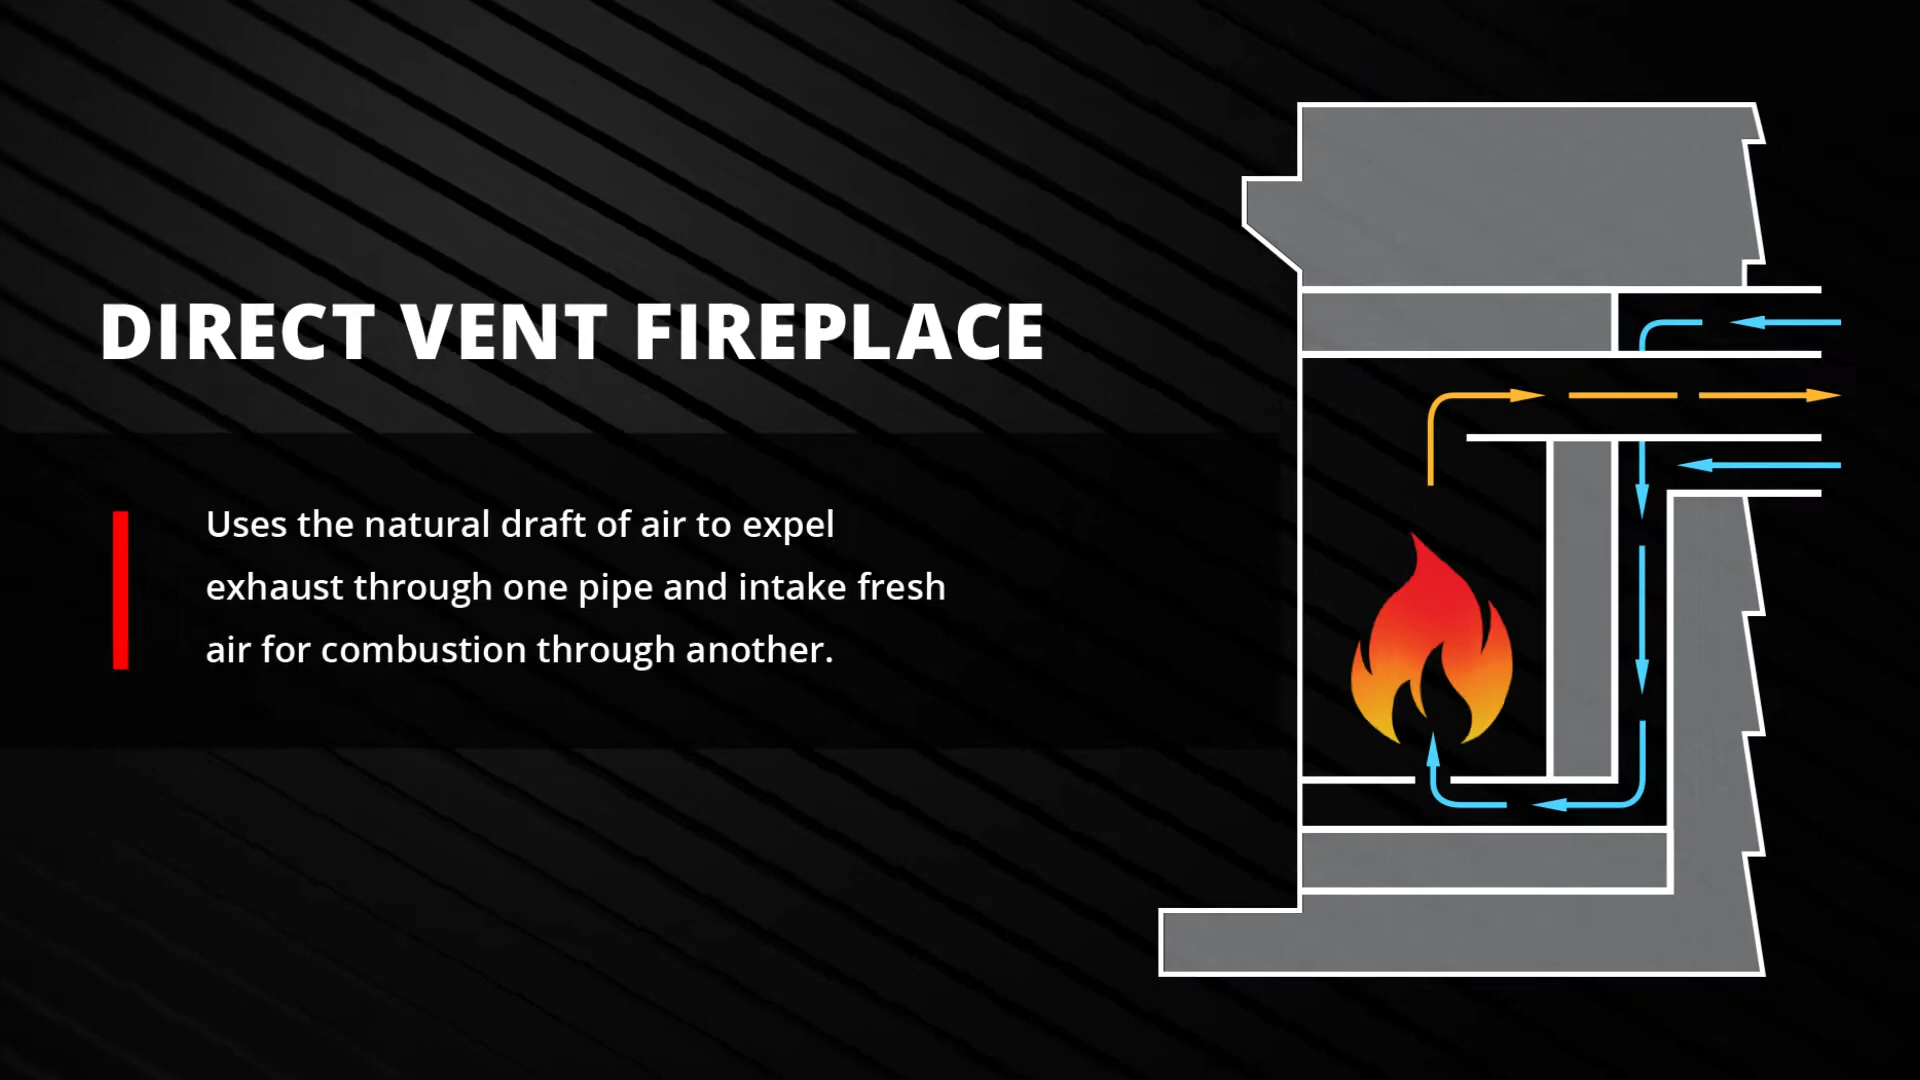 DIRECT VENT FIREPLACE
Uses the natural draft of air to expel
exhaust through one pipe and intake fresh
air for combustion through another.